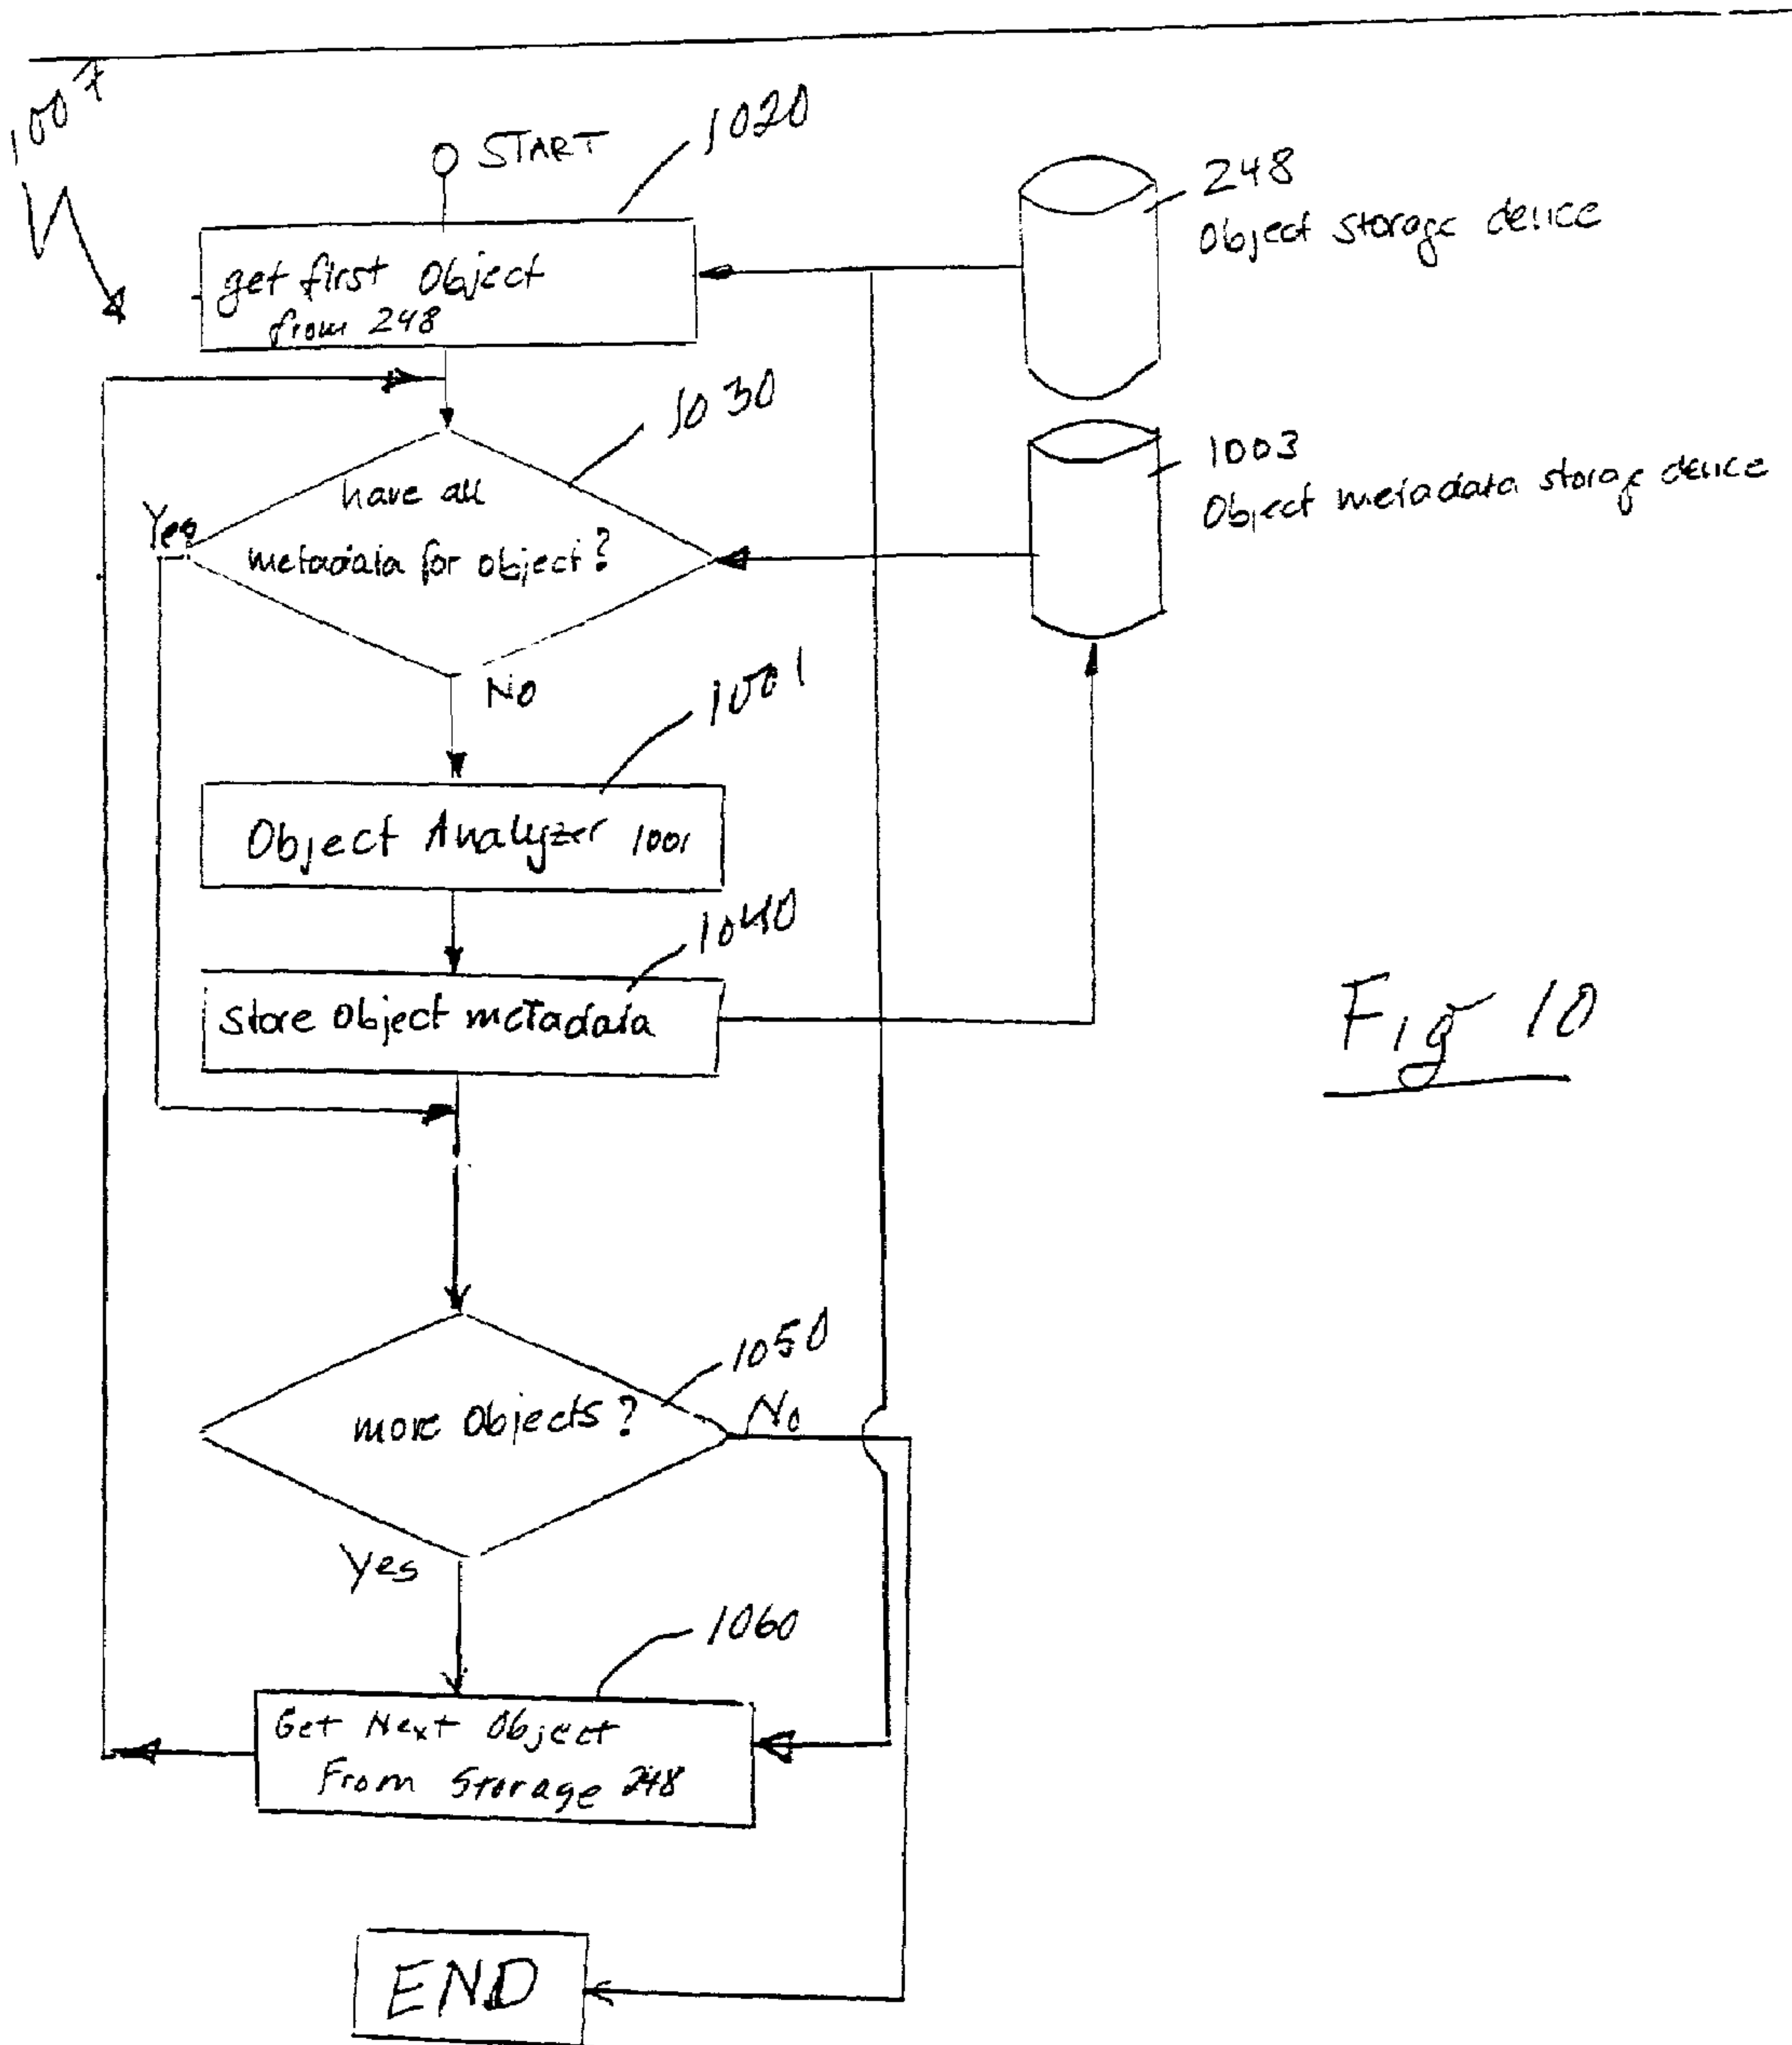 START
1020
get first Object
from 248
248
Object storage device
1030
have all
metadata for object?
Yes
1003
Object metadata storage device
No
1001
Object Analyzer 1001
1040
Store Object metadata
Fig 10
1050
more Objects?
No
Yes
1060
Get Next Object
From Storage 248
END